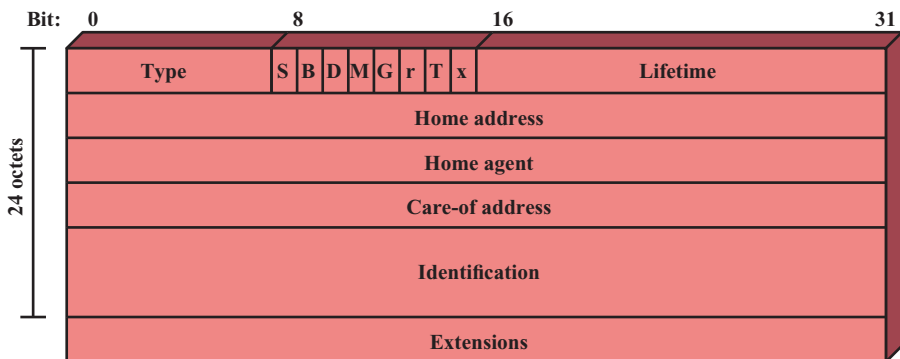 Bit: 0 8 16 31
Type S B D M G r T x Lifetime
Home address
Home agent
Care-of address
24 octets
Identification
Extensions